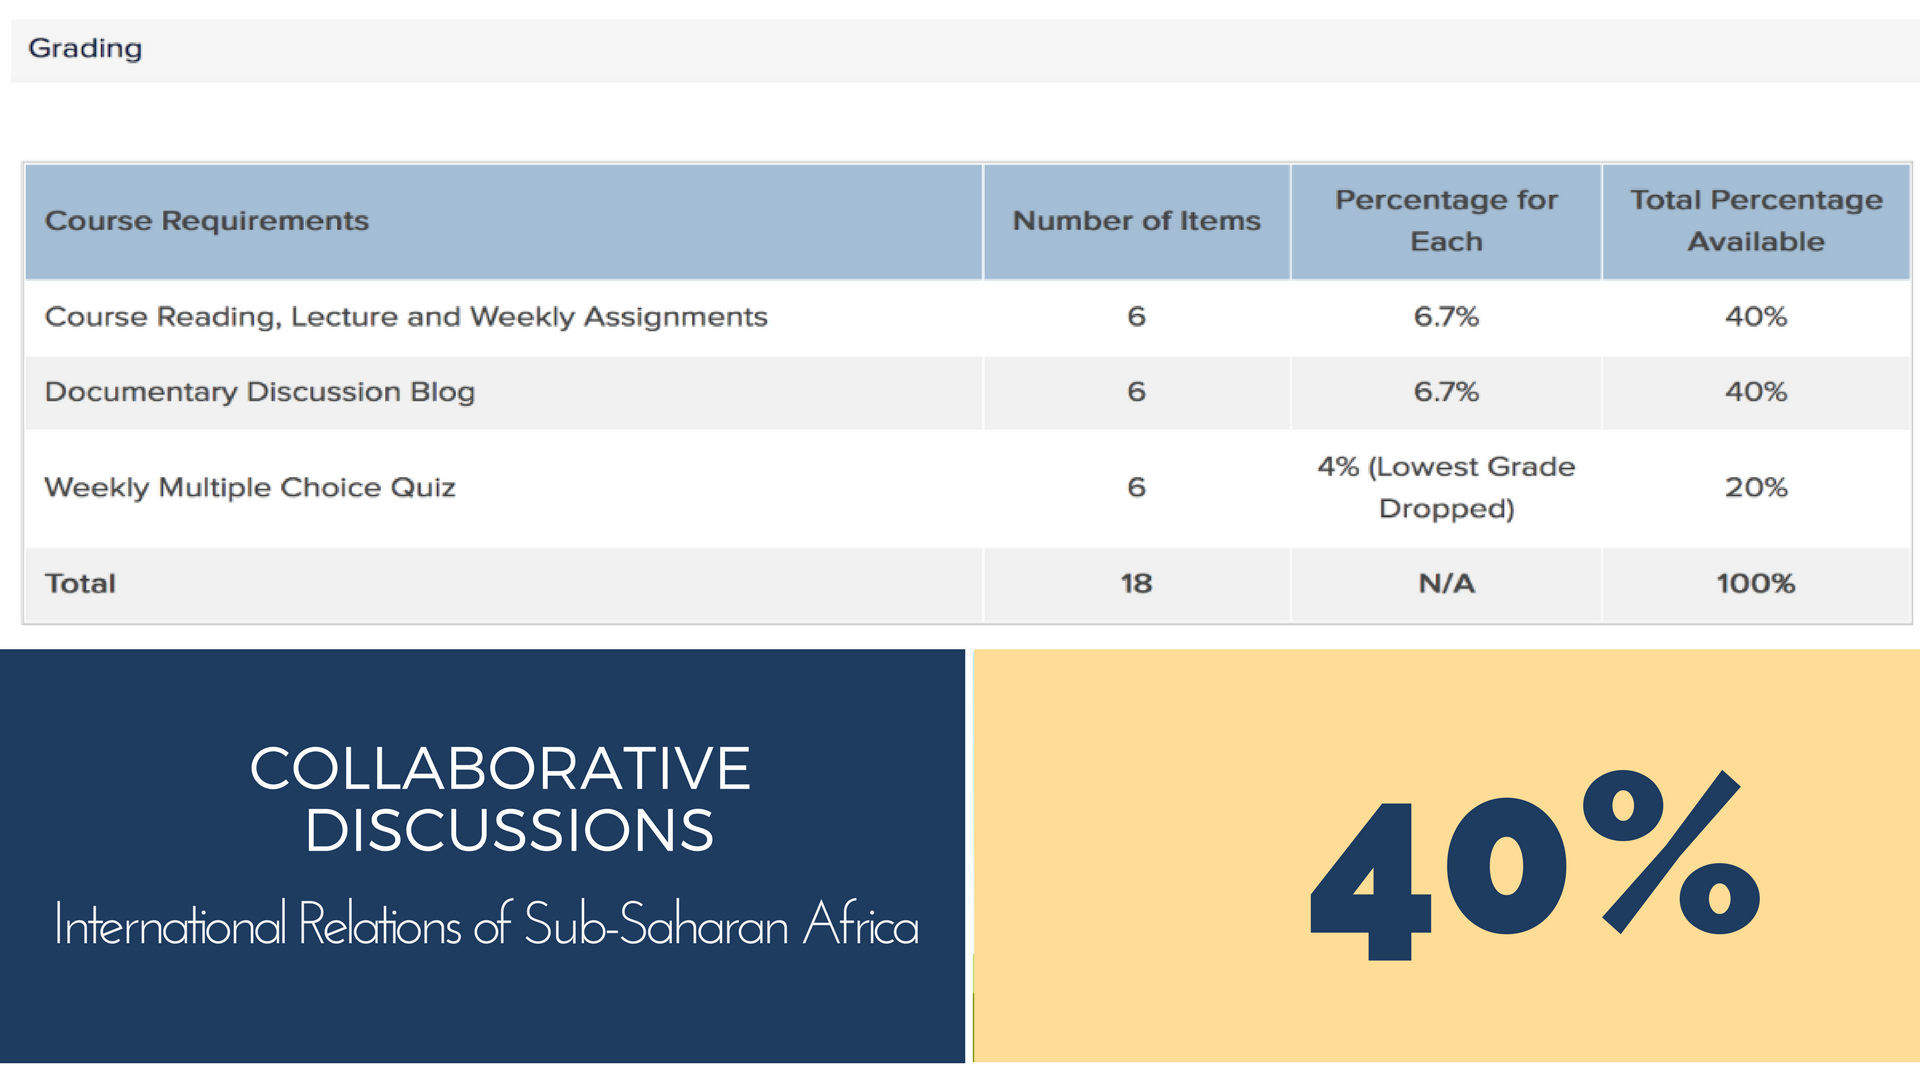 Grading
Course Requirements
Number of Items
Percentage for
Each
Total Percentage
Available
Course Reading, Lecture and Weekly Assignments
6
6.7%
40%
Documentary Discussion Blog
6
6.7%
40%
Weekly Multiple Choice Quiz
6
4% (Lowest Grade
Dropped)
20%
Total
18
N/A
100%
COLLABORATIVE
DISCUSSIONS
International Relations of Sub-Saharan Africa
40%